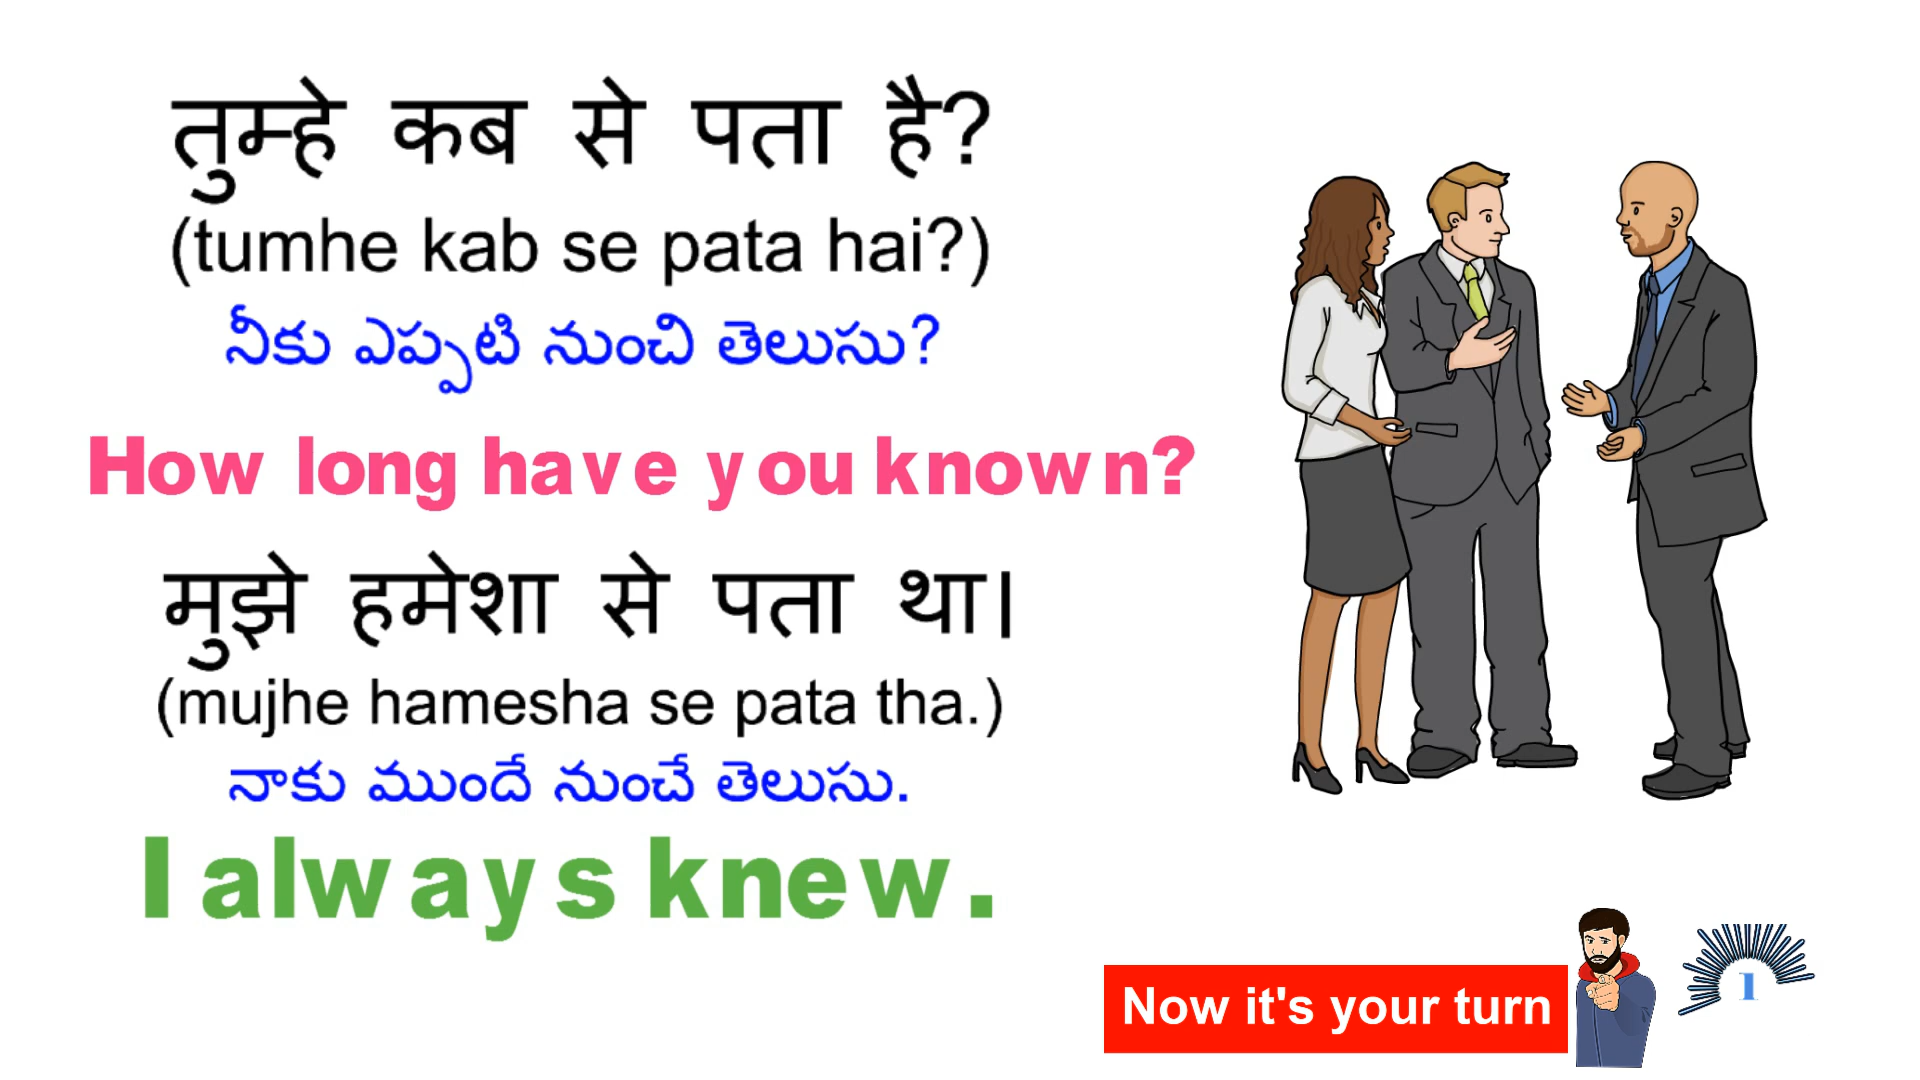 तुम्हे कब से पता है?
(tumhe kab se pata hai?)
నీకు ఎప్పటి నుంచి తెలుసు?
How long have you known?
मुझे हमेशा से पता था।
(mujhe hamesha se pata tha.)
నాకు ముందే నుంచే తెలుసు.
I always knew.
Now it's your turn
1